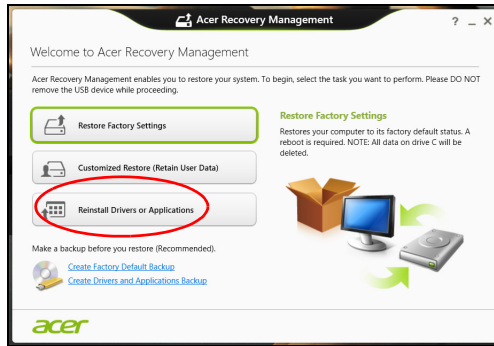 Acer Recovery Management
? _ X
Welcome to Acer Recovery Management
Acer Recovery Management enables you to restore your system. To begin, select the task you want to perform. Please DO NOT
remove the USB device while proceeding.
Restore Factory Settings
Customized Restore (Retain User Data)
Reinstall Drivers or Applications
Restore Factory Settings
Restores your computer to its factory default status. A
reboot is required. NOTE: All data on drive C will be
deleted.
Make a backup before you restore (Recommended).
Create Factory Default Backup
Create Drivers and Applications Backup
acer